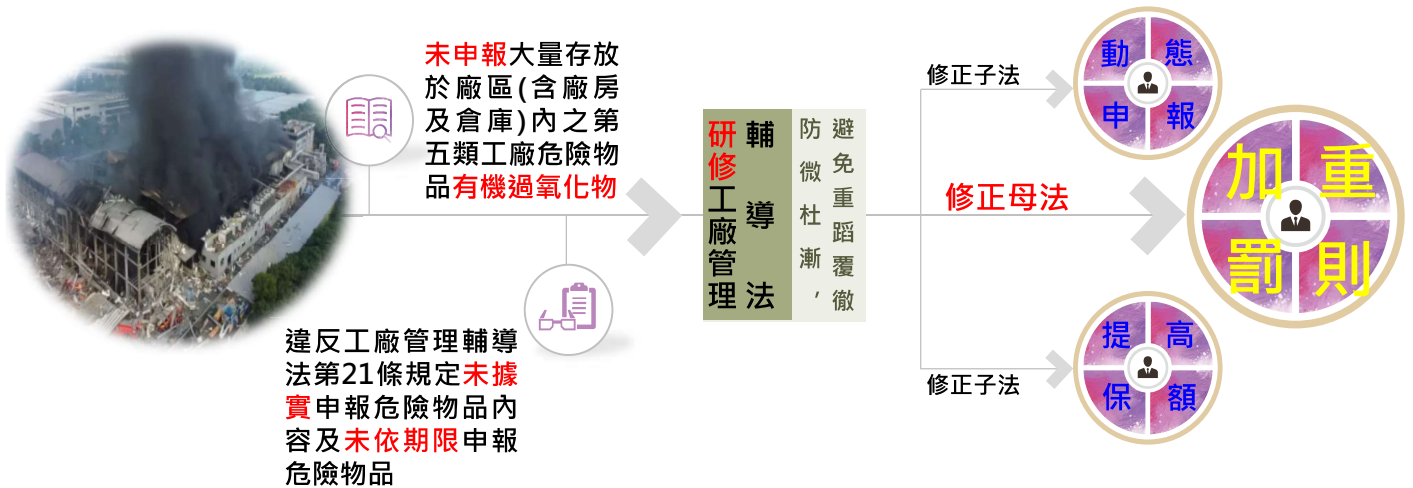 未申報大量存放
於廠區(含廠房
及倉庫)內之第
五類工廠危險物
品有機過氧化物
違反工廠管理輔導
法第21條規定未據
實申報危險物品內
容及未依期限申報
危險物品
研修工廠管理
輔導法
防微杜漸，
避免重蹈覆徹
修正子法
動態
申報
修正母法
加重
罰則
修正子法
提高
保額